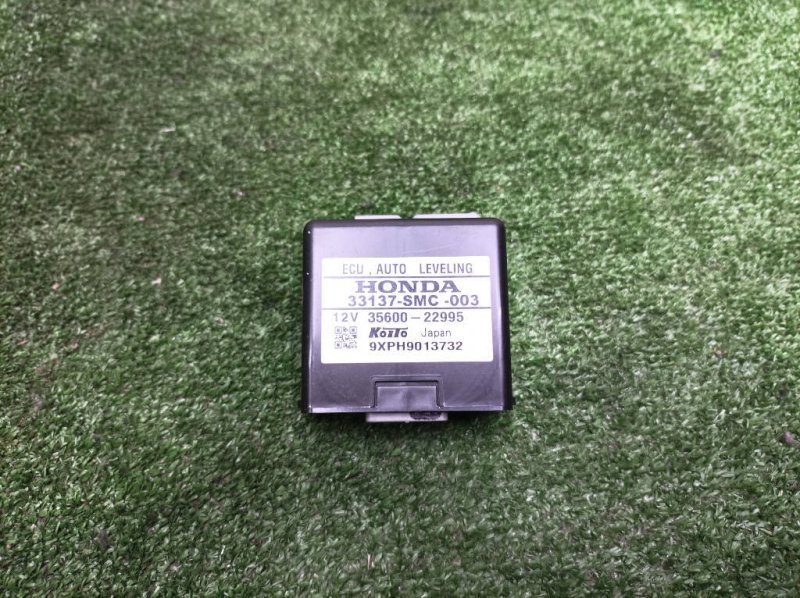 ECU , AUTO LEVELING
HONDA
33137-SMC -003
12V 35600-22995
KOITO Japan
9XPH9013732